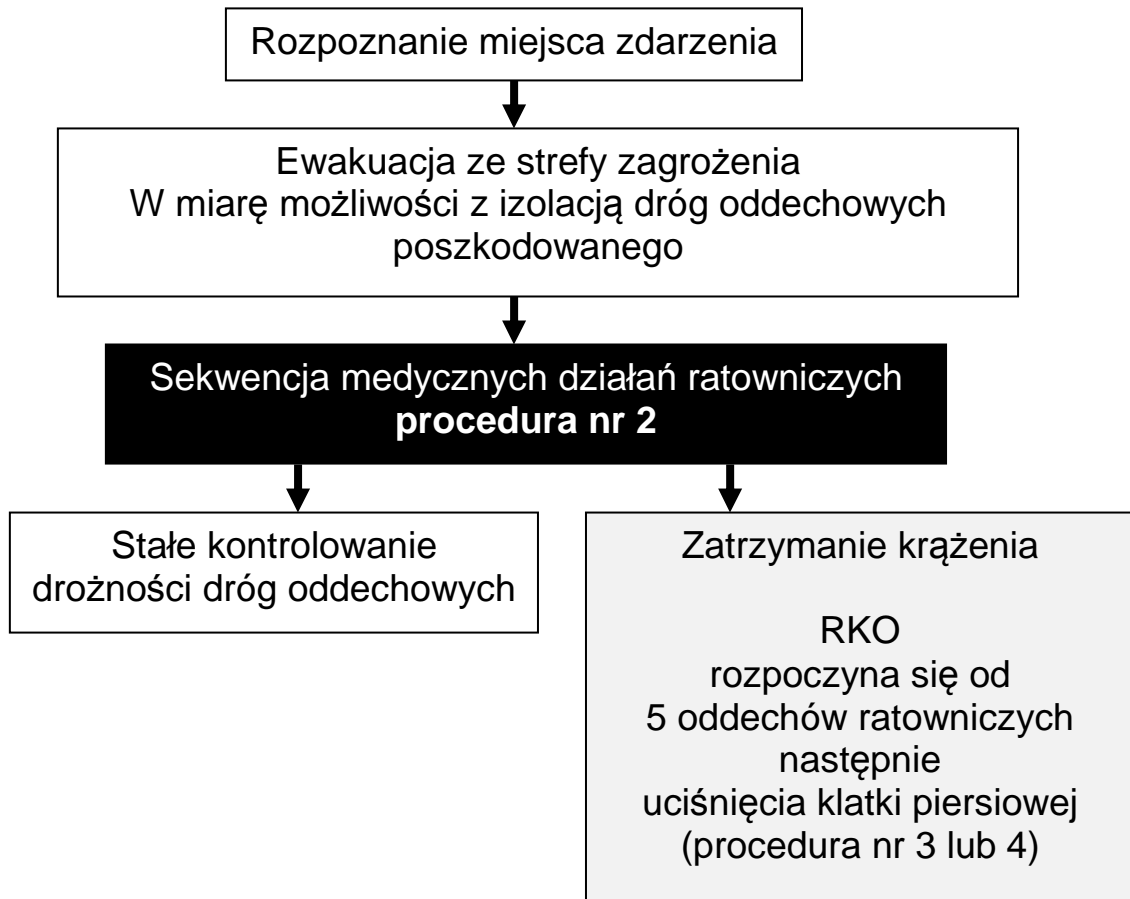 Rozpoznanie miejsca zdarzenia
Ewakuacja ze strefy zagrożenia
W miarę możliwości z izolacją dróg oddechowych
poszkodowanego
Sekwencja medycznych działań ratowniczych
procedura nr 2
Stałe kontrolowanie
drożności dróg oddechowych
Zatrzymanie krążenia
RKO
rozpoczyna się od
5 oddechów ratowniczych
następnie
uciśnięcia klatki piersiowej
(procedura nr 3 lub 4)